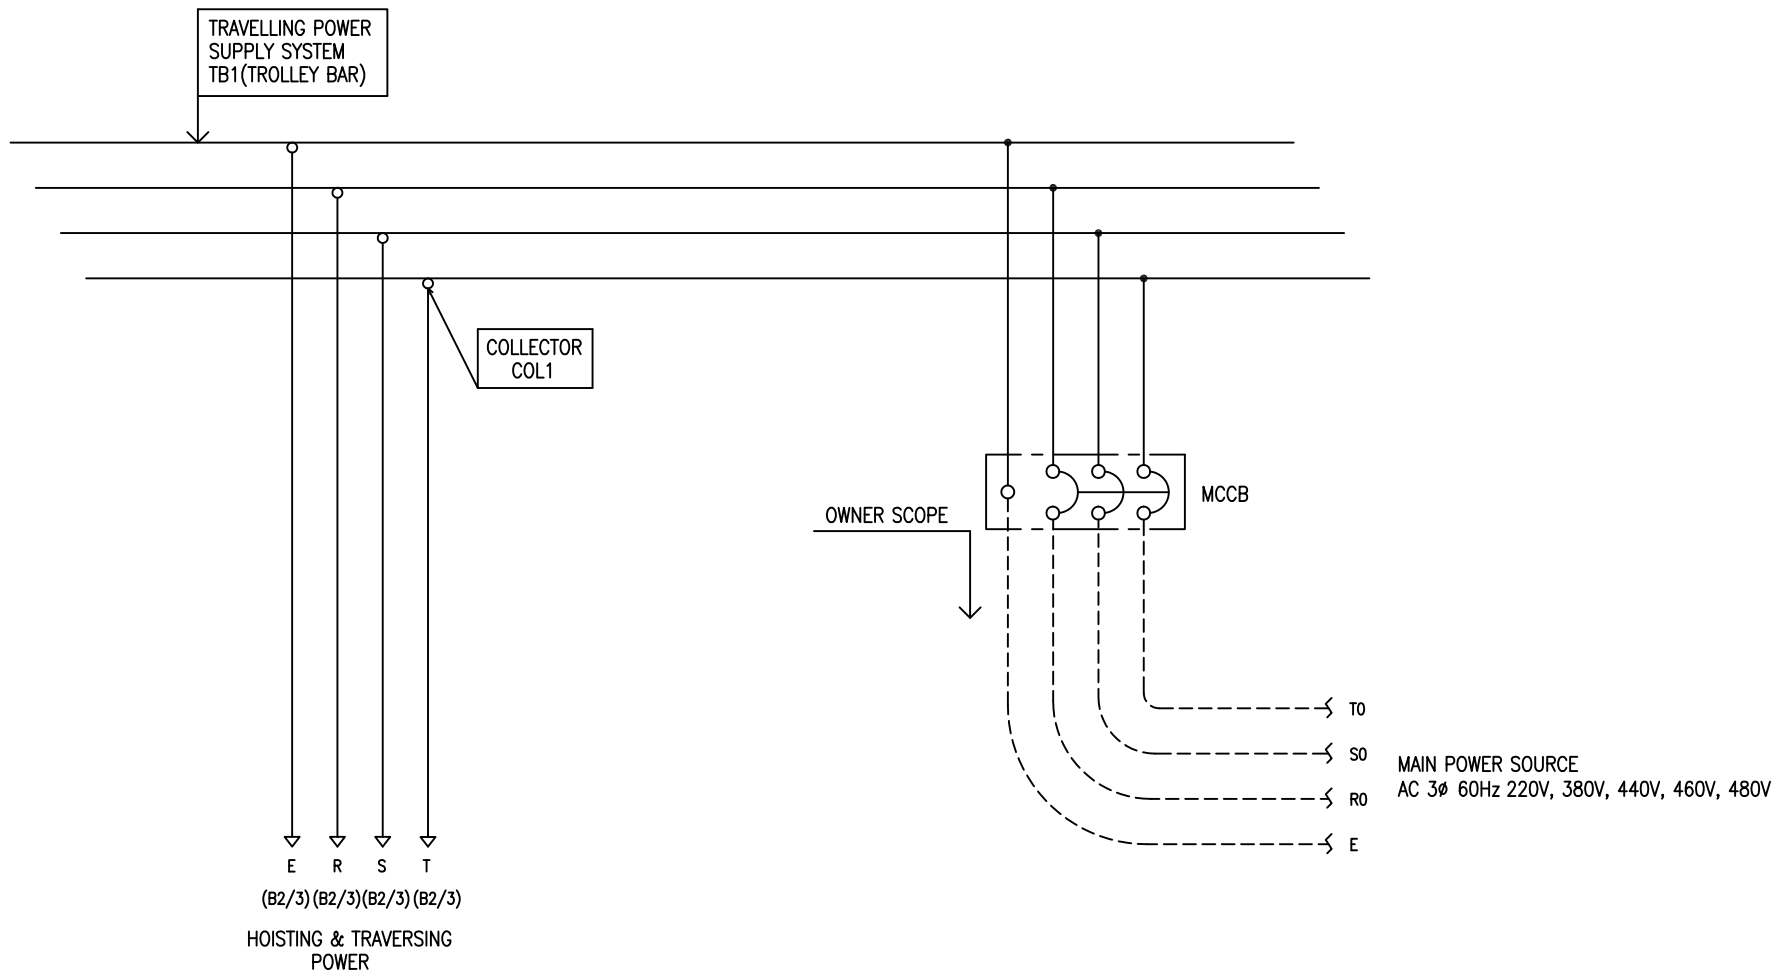 TRAVELLING POWER
SUPPLY SYSTEM
TB1(TROLLEY BAR)
COLLECTOR
COL1
OWNER SCOPE
MCCB
T0
S0
R0
E
MAIN POWER SOURCE
AC 3ø 60Hz 220V, 380V, 440V, 460V, 480V
E R S T
(B2/3) (B2/3) (B2/3) (B2/3)
HOISTING & TRAVERSING
POWER